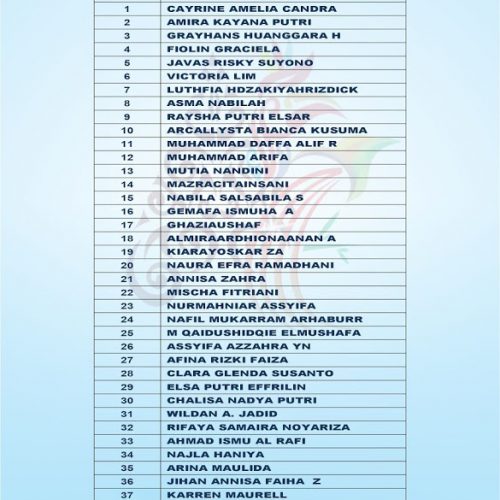 1 CAYRINE AMELIA CANDRA
2 AMIRA KAYANA PUTRI
3 GRAYHANS HUANGGARA H
4 FIOLIN GRACIELA
5 JAVAS RISKY SUYONO
6 VICTORIA LIM
7 LUTHFIA HDZAKIYAHRIZDICK
8 ASMA NABILAH
9 RAYSHA PUTRI ELSAR
10 ARCALLYSTA BIANCA KUSUMA
11 MUHAMMAD DAFFA ALIF R
12 MUHAMMAD ARIFA
13 MUTIA NANDINI
14 MAZRACITAINSANI
15 NABILA SALSABILA S
16 GEMAFA ISMUHA A
17 GHAZIAUSHAF
18 ALMIRAARDHIONAANAN A
19 KIARAYOSKAR ZA
20 NAURA EFRA RAMADHANI
21 ANNISA ZAHRA
22 MISCHA FITRIANI
23 NURMAHNIAR ASSYIFA
24 NAFIL MUKARRAM ARHABURR
25 M QAIDUSHIDQIE ELMUSHAFA
26 ASSYIFA AZZAHRA YN
27 AFINA RIZKI FAIZA
28 CLARA GLENDA SUSANTO
29 ELSA PUTRI EFFRILIN
30 CHALISA NADYA PUTRI
31 WILDAN A. JADID
32 RIFAYA SAMAIRA NOYARIZA
33 AHMAD ISMU AL RAFI
34 NAJLA HANIYA
35 ARINA MAULIDA
36 JIHAN ANNISA FAIHA Z
37 KARREN MAURELL